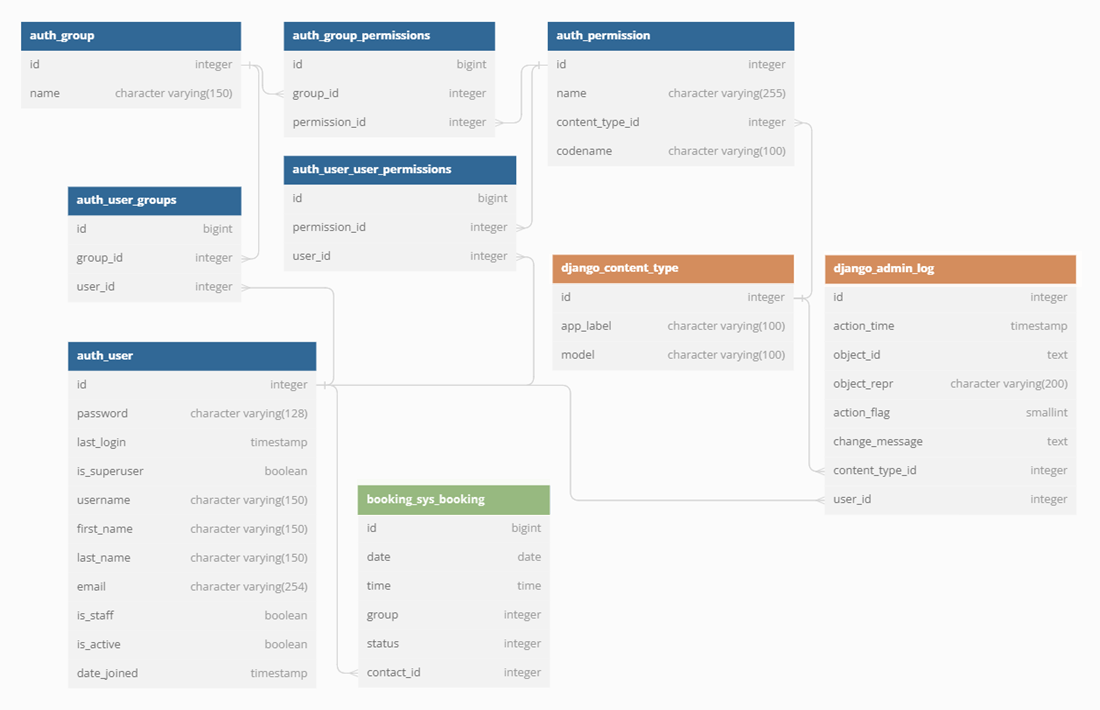 auth_group
id integer
name character varying(150)
auth_group_permissions
id bigint
group_id integer
permission_id integer
auth_permission
id integer
name character varying(255)
content_type_id integer
codename character varying(100)
auth_user_groups
id bigint
group_id integer
user_id integer
auth_user_user_permissions
id bigint
permission_id integer
user_id integer
django_content_type
id integer
app_label character varying(100)
model character varying(100)
django_admin_log
id integer
action_time timestamp
object_id text
object_repr character varying(200)
action_flag smallint
change_message text
content_type_id integer
user_id integer
auth_user
id integer
password character varying(128)
last_login timestamp
is_superuser boolean
username character varying(150)
first_name character varying(150)
last_name character varying(150)
email character varying(254)
is_staff boolean
is_active boolean
date_joined timestamp
booking_sys_booking
id bigint
date date
time time
group integer
status integer
contact_id integer